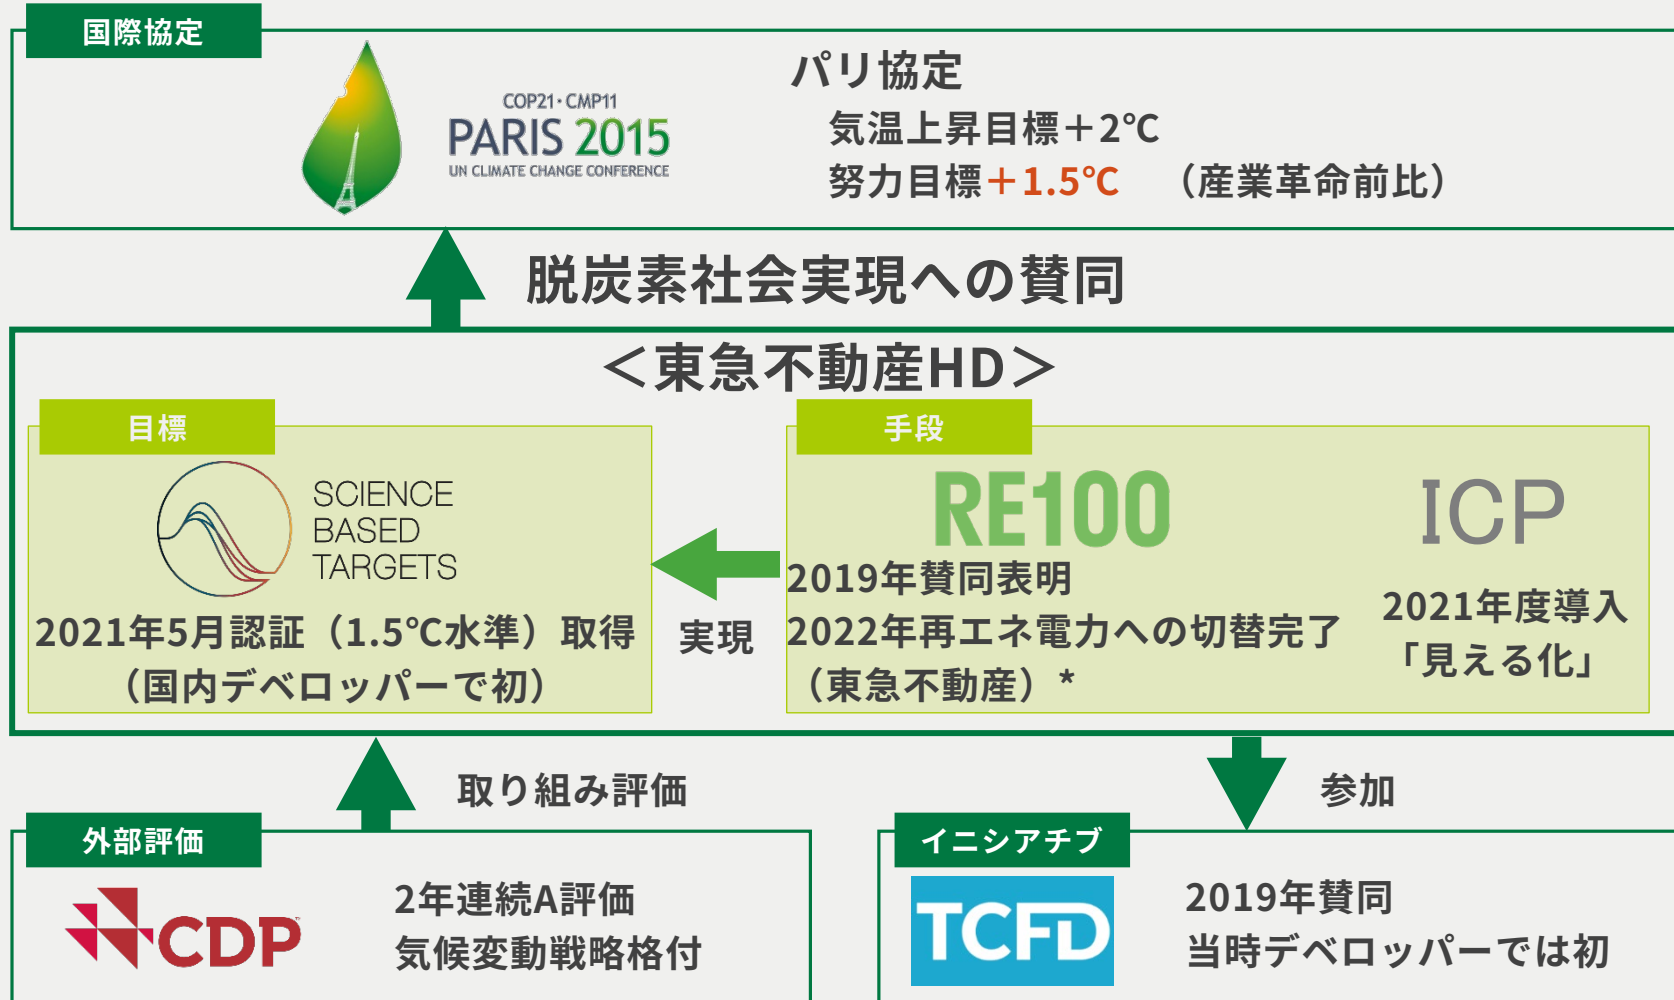 国際協定
COP21・CMP11
PARIS 2015
UN CLIMATE CHANGE CONFERENCE
パリ協定
気温上昇目標＋2℃
努力目標＋1.5℃　（産業革命前比）
脱炭素社会実現への賛同
＜東急不動産HD＞
目標
SCIENCE
BASED
TARGETS
2021年5月認証（1.5℃水準）取得
（国内デベロッパーで初）
実現
手段
RE100
2019年賛同表明
2022年再エネ電力への切替完了
（東急不動産）*
ICP
2021年度導入
「見える化」
取り組み評価
参加
外部評価
CDP
2年連続A評価
気候変動戦略格付
イニシアチブ
TCFD
2019年賛同
当時デベロッパーでは初